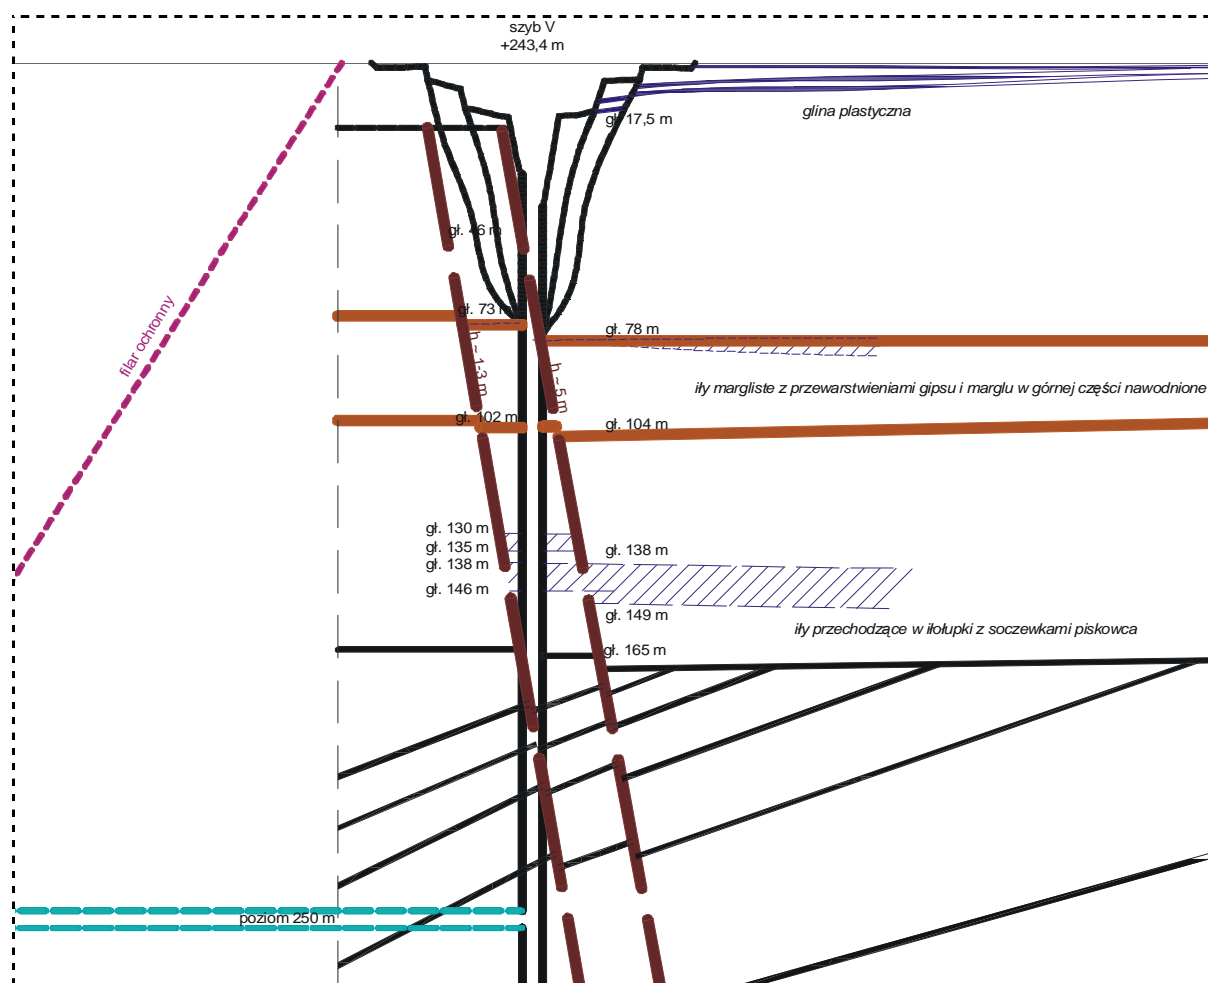 szyb V
+243,4 m
glina plastyczna
gł. 17,5 m
gł. 46 m
filar ochronny
gł. 73 m
gł. 78 m
h ~ 1-3 m
h ~ 5 m
iły margliste z przewarstwieniami gipsu i marglu w górnej części nawodnione
gł. 102 m
gł. 104 m
gł. 130 m
gł. 135 m
gł. 138 m
gł. 138 m
gł. 146 m
gł. 149 m
iły przechodzące w iłołupki z soczewkami piskowca
gł. 165 m
poziom 250 m